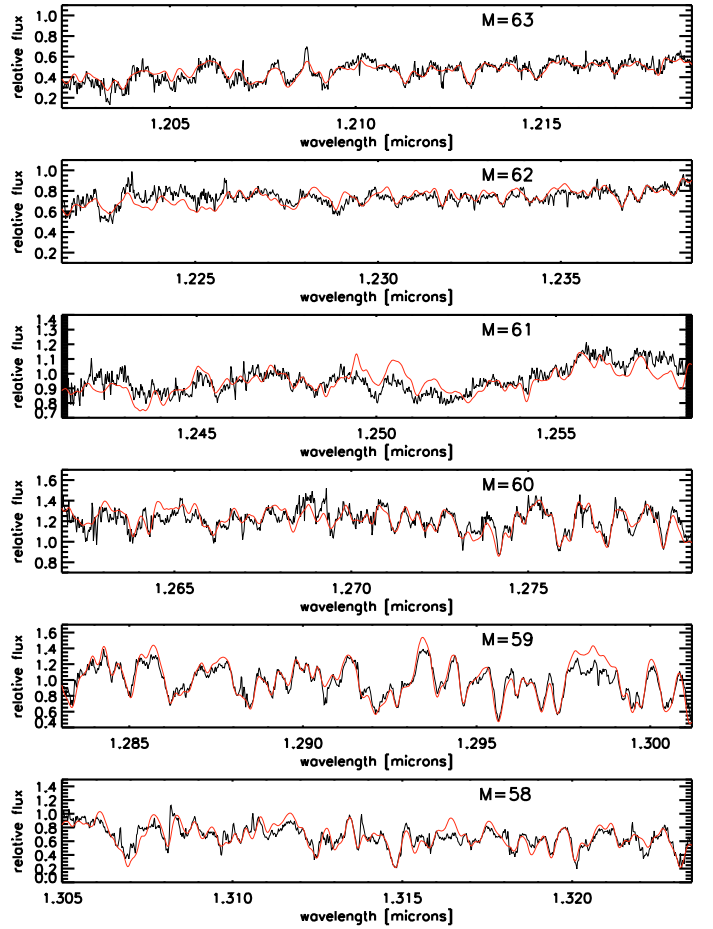 M=63
relative flux
1.0
0.8
0.6
0.4
0.2
1.205 1.210 1.215
wavelength [microns]
M=62
relative flux
1.0
0.8
0.6
0.4
0.2
1.225 1.230 1.235
wavelength [microns]
M=61
relative flux
1.4
1.3
1.2
1.1
1.0
0.9
0.8
0.7
1.245 1.250 1.255
wavelength [microns]
M=60
relative flux
1.6
1.4
1.2
1.0
0.8
1.265 1.270 1.275
wavelength [microns]
M=59
relative flux
1.6
1.4
1.2
1.0
0.8
0.6
0.4
1.285 1.290 1.295 1.300
wavelength [microns]
M=58
relative flux
1.4
1.2
1.0
0.8
0.6
0.4
0.2
0.0
1.305 1.310 1.315 1.320
wavelength [microns]